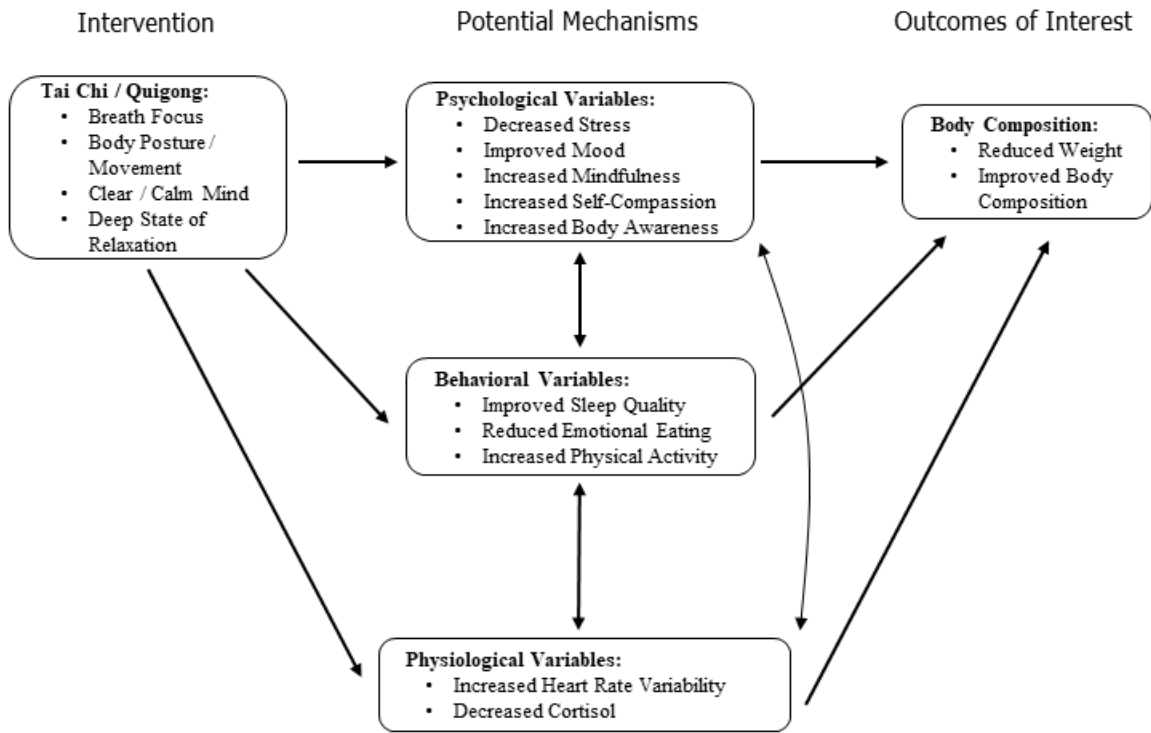 Intervention
Potential Mechanisms
Outcomes of Interest
Tai Chi / Quigong:
• Breath Focus
• Body Posture /
Movement
• Clear / Calm Mind
• Deep State of
Relaxation
Psychological Variables:
• Decreased Stress
• Improved Mood
• Increased Mindfulness
• Increased Self-Compassion
• Increased Body Awareness
Body Composition:
• Reduced Weight
• Improved Body
Composition
Behavioral Variables:
• Improved Sleep Quality
• Reduced Emotional Eating
• Increased Physical Activity
Physiological Variables:
• Increased Heart Rate Variability
• Decreased Cortisol